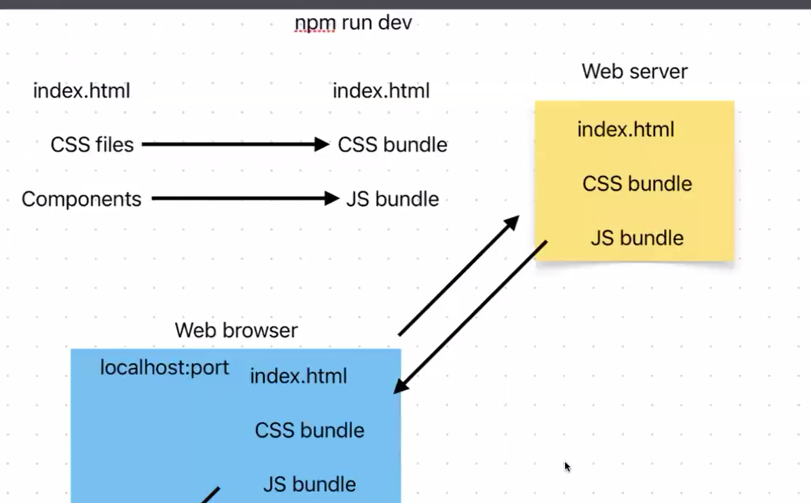 npm run dev
index.html
index.html
CSS files
CSS bundle
Components
JS bundle
Web server
index.html
CSS bundle
JS bundle
Web browser
localhost:port
index.html
CSS bundle
JS bundle